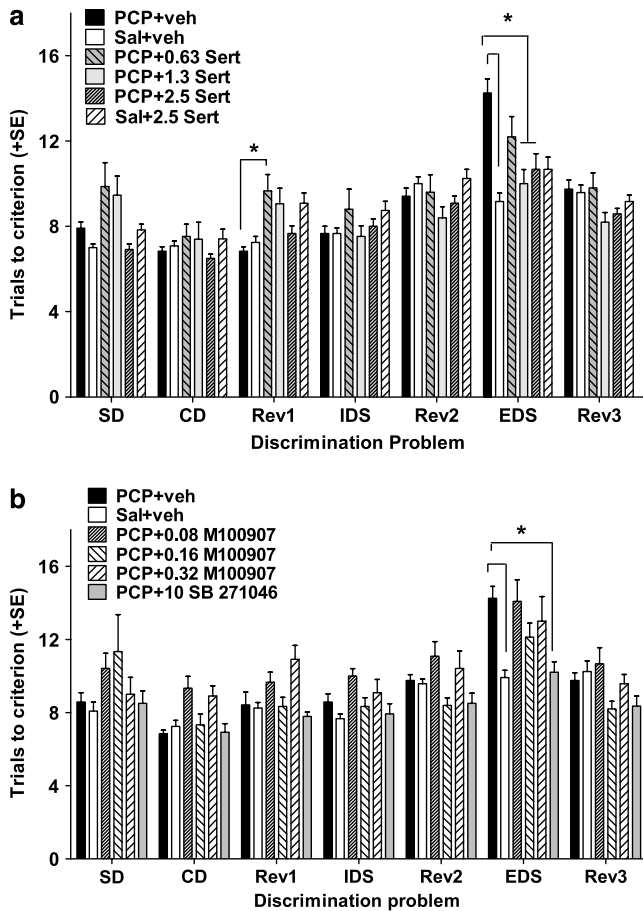 a
PCP+veh
Sal+veh
PCP+0.63 Sert
PCP+1.3 Sert
PCP+2.5 Sert
Sal+2.5 Sert
*
*
Trials to criterion (+SE)
16
12
8
4
0
SD CD Rev1 IDS Rev2 EDS Rev3
Discrimination Problem
b
PCP+veh
Sal+veh
PCP+0.08 M100907
PCP+0.16 M100907
PCP+0.32 M100907
PCP+10 SB 271046
*
Trials to criterion (+SE)
16
12
8
4
0
SD CD Rev1 IDS Rev2 EDS Rev3
Discrimination problem